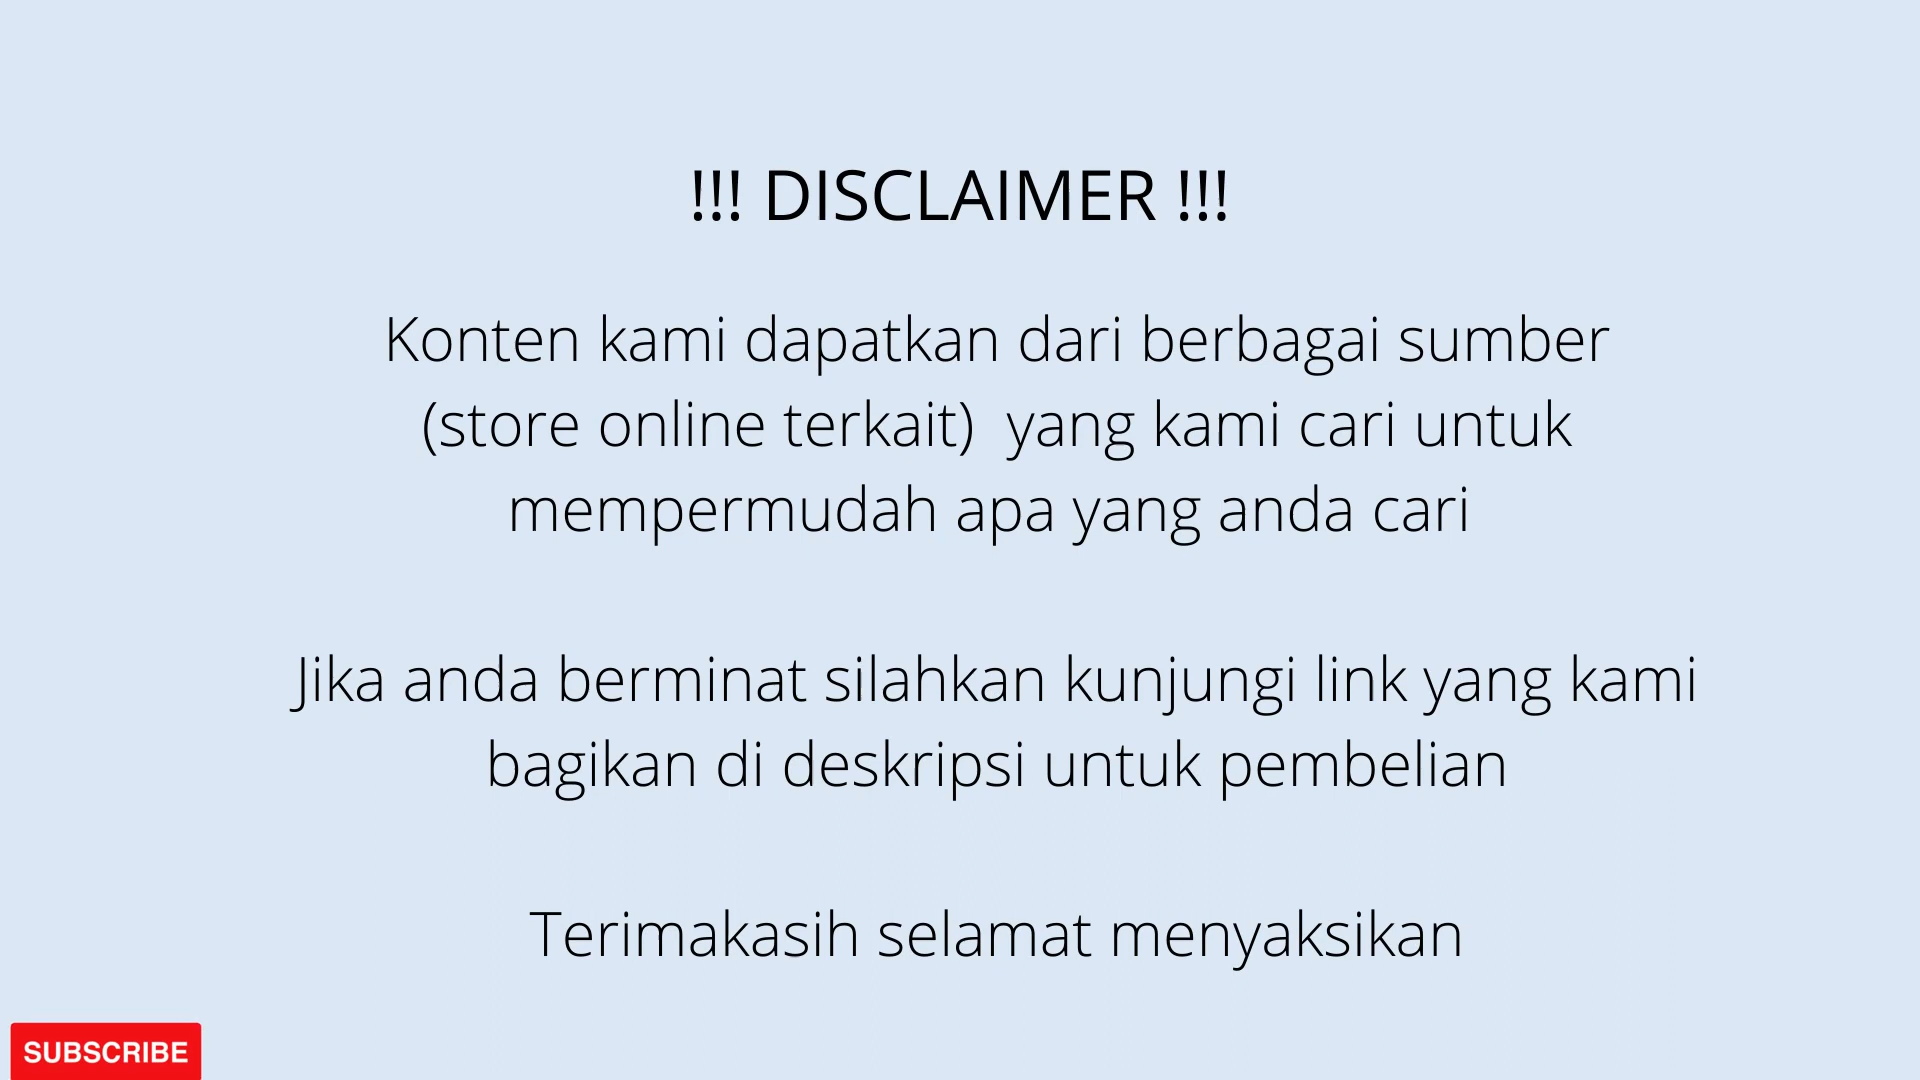 !!! DISCLAIMER !!!
Konten kami dapatkan dari berbagai sumber
(store online terkait)  yang kami cari untuk
mempermudah apa yang anda cari
Jika anda berminat silahkan kunjungi link yang kami
bagikan di deskripsi untuk pembelian
Terimakasih selamat menyaksikan
SUBSCRIBE